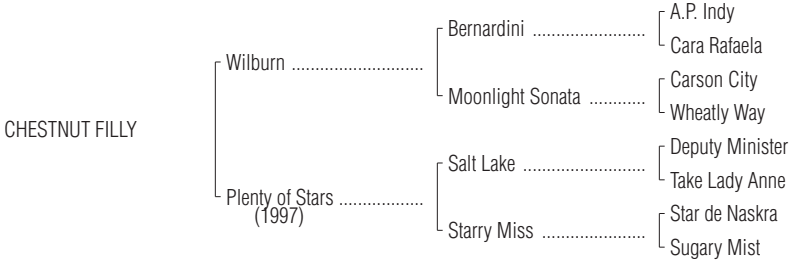 A.P. Indy
Bernardini ........................
Cara Rafaela
Wilburn ............................
Carson City
Moonlight Sonata ............
Wheatly Way
CHESTNUT FILLY
Deputy Minister
Salt Lake ..........................
Take Lady Anne
Plenty of Stars ..................
(1997)
Star de Naskra
Starry Miss ......................
Sugary Mist